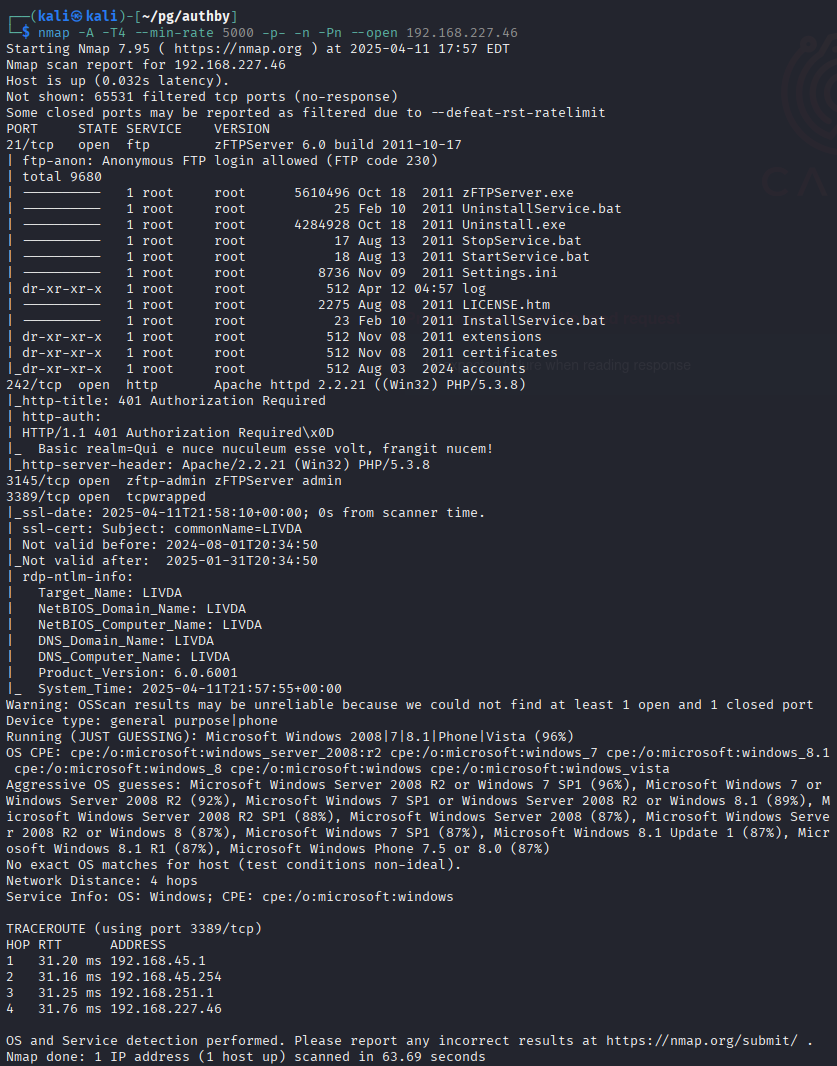 ┌──(kali㉿kali)-[~/pg/authby]
└─$ nmap -A -T4 --min-rate 5000 -p- -n -Pn --open 192.168.227.46
Starting Nmap 7.95 ( https://nmap.org ) at 2025-04-11 17:57 EDT
Nmap scan report for 192.168.227.46
Host is up (0.032s latency).
Not shown: 65531 filtered tcp ports (no-response)
Some closed ports may be reported as filtered due to --defeat-rst-ratelimit
PORT     STATE SERVICE    VERSION
21/tcp   open  ftp        zFTPServer 6.0 build 2011-10-17
| ftp-anon: Anonymous FTP login allowed (FTP code 230)
| total 9680
| ----------   1 root     root      5610496 Oct 18  2011 zFTPServer.exe
| ----------   1 root     root           25 Feb 10  2011 UninstallService.bat
| ----------   1 root     root      4284928 Oct 18  2011 Uninstall.exe
| ----------   1 root     root           17 Aug 13  2011 StopService.bat
| ----------   1 root     root           18 Aug 13  2011 StartService.bat
| ----------   1 root     root         8736 Nov 09  2011 Settings.ini
| dr-xr-xr-x   1 root     root          512 Apr 12 04:57 log
| ----------   1 root     root         2275 Aug 08  2011 LICENSE.htm
| ----------   1 root     root           23 Feb 10  2011 InstallService.bat
| dr-xr-xr-x   1 root     root          512 Nov 08  2011 extensions
| dr-xr-xr-x   1 root     root          512 Nov 08  2011 certificates
|_dr-xr-xr-x   1 root     root          512 Aug 03  2024 accounts
when reading response
242/tcp  open  http       Apache httpd 2.2.21 ((Win32) PHP/5.3.8)
|_http-title: 401 Authorization Required
| http-auth:
| HTTP/1.1 401 Authorization Required\x0D
|_  Basic realm=Qui e nuce nuculeum esse volt, frangit nucem!
|_http-server-header: Apache/2.2.21 (Win32) PHP/5.3.8
3145/tcp open  zftp-admin zFTPServer admin
3389/tcp open  tcpwrapped
|_ssl-date: 2025-04-11T21:58:10+00:00; 0s from scanner time.
| ssl-cert: Subject: commonName=LIVDA
| Not valid before: 2024-08-01T20:34:50
|_Not valid after:  2025-01-31T20:34:50
| rdp-ntlm-info:
|   Target_Name: LIVDA
|   NetBIOS_Domain_Name: LIVDA
|   NetBIOS_Computer_Name: LIVDA
|   DNS_Domain_Name: LIVDA
|   DNS_Computer_Name: LIVDA
|   Product_Version: 6.0.6001
|_  System_Time: 2025-04-11T21:57:55+00:00
Warning: OSScan results may be unreliable because we could not find at least 1 open and 1 closed port
Device type: general purpose|phone
Running (JUST GUESSING): Microsoft Windows 2008|7|8.1|Phone|Vista (96%)
OS CPE: cpe:/o:microsoft:windows_server_2008:r2 cpe:/o:microsoft:windows_7 cpe:/o:microsoft:windows_8.1
 cpe:/o:microsoft:windows_8 cpe:/o:microsoft:windows cpe:/o:microsoft:windows_vista
Aggressive OS guesses: Microsoft Windows Server 2008 R2 or Windows 7 SP1 (96%), Microsoft Windows 7 or
Windows Server 2008 R2 (92%), Microsoft Windows 7 SP1 or Windows Server 2008 R2 or Windows 8.1 (89%), M
icrosoft Windows Server 2008 R2 SP1 (88%), Microsoft Windows Server 2008 (87%), Microsoft Windows Serve
r 2008 R2 or Windows 8 (87%), Microsoft Windows 7 SP1 (87%), Microsoft Windows 8.1 Update 1 (87%), Micr
osoft Windows 8.1 R1 (87%), Microsoft Windows Phone 7.5 or 8.0 (87%)
No exact OS matches for host (test conditions non-ideal).
Network Distance: 4 hops
Service Info: OS: Windows; CPE: cpe:/o:microsoft:windows

TRACEROUTE (using port 3389/tcp)
HOP RTT      ADDRESS
1   31.20 ms 192.168.45.1
2   31.16 ms 192.168.45.254
3   31.25 ms 192.168.251.1
4   31.76 ms 192.168.227.46

OS and Service detection performed. Please report any incorrect results at https://nmap.org/submit/ .
Nmap done: 1 IP address (1 host up) scanned in 63.69 seconds